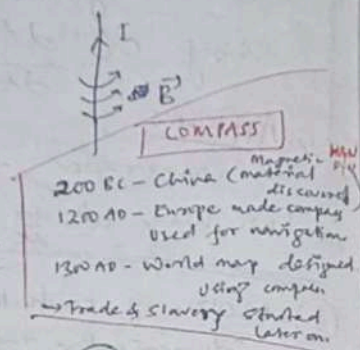 I
B
COMPASS
200 BC - China (Magnetic material discovered)
1200 AD - Europe made compass
used for navigation
1300 AD - World map designed
using compass
→ Trade & slavery started
later on.